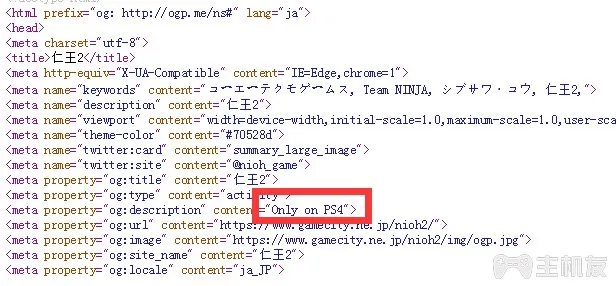 <html prefix="og: http://ogp.me/ns#" lang="ja">
<head>
<meta charset="utf-8">
<title>仁王2</title>
<meta http-equiv="X-UA-Compatible" content="IE=Edge,chrome=1">
<meta name="keywords" content="コーエーテクモゲームス, Team NINJA, シブサワ・コウ, 仁王2,">
<meta name="description" content="仁王2">
<meta name="viewport" content="width=device-width,initial-scale=1.0,maximum-scale=1.0,user-sca
<meta name="theme-color" content="#70528d">
<meta name="twitter:card" content="summary_large_image">
<meta name="twitter:site" content="@nioh_game">
<meta property="og:title" content="仁王2">
<meta property="og:type" content="activity">
<meta property="og:description" content="Only on PS4">
<meta property="og:url" content="https://www.gamecity.ne.jp/nioh2/">
<meta property="og:image" content="https://www.gamecity.ne.jp/nioh2/img/ogp.jpg">
<meta property="og:site_name" content="仁王2">
<meta property="og:locale" content="ja_JP">
主机友